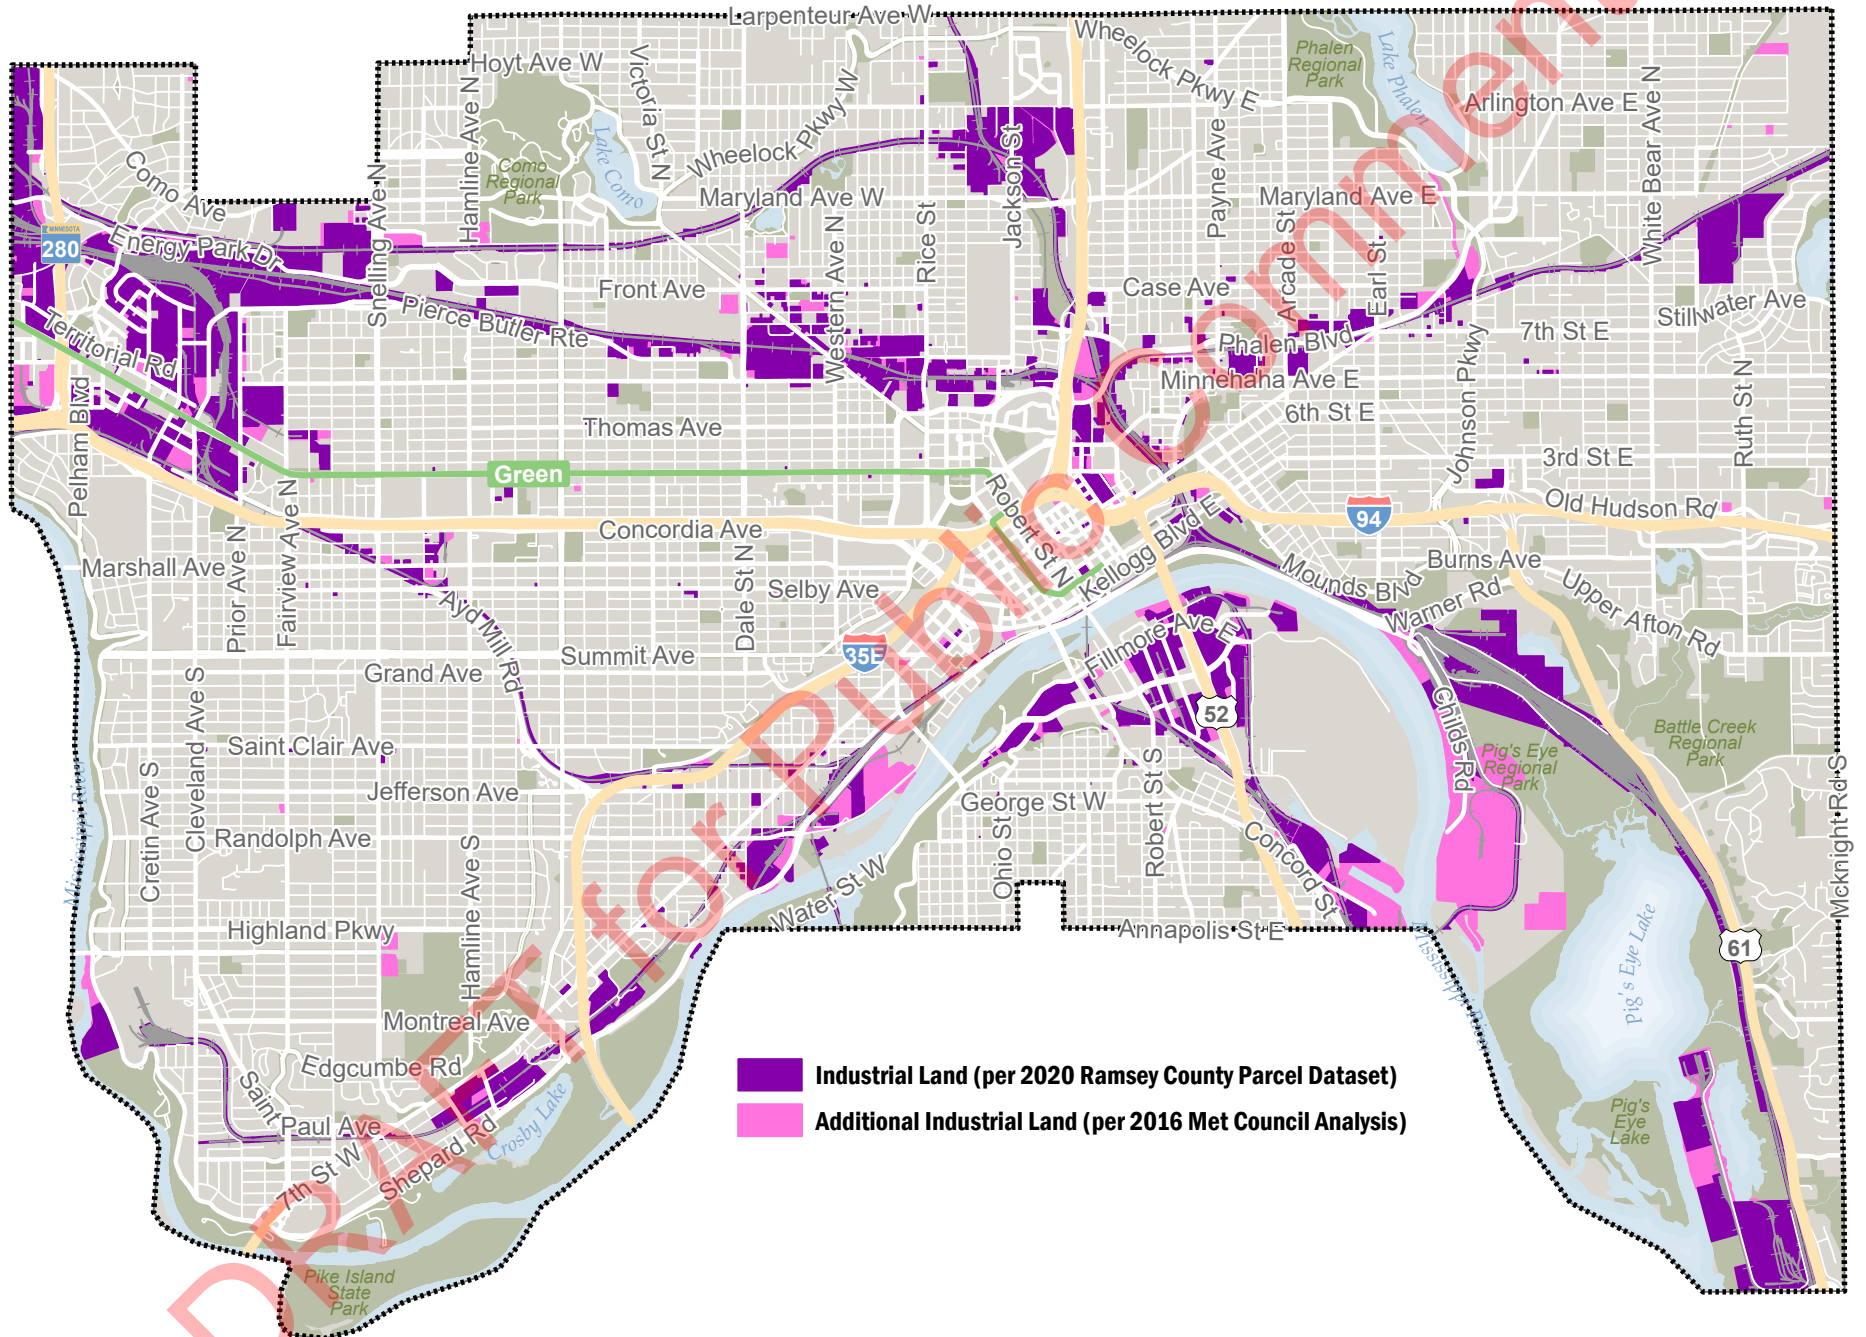 Larpenteur Ave W
Hoyt Ave W
Victoria St N
Wheelock Pkwy E
Phalen
Regional
Park
Lake Phalen
Arlington Ave E
White Bear Ave N
Hamline Ave N
Lake Como
Como
Regional
Park
Wheelock Pkwy W
Jackson St
Payne Ave
Como Ave
Snelling Ave N
Maryland Ave W
Maryland Ave E
MINNESOTA
280
Energy Park Dr
Western Ave N
Rice St
Arcade St
Earl St
Front Ave
Case Ave
Pierce Butler Rte
Stillwater Ave
Territorial Rd
Phalen Blvd
7th St E
Minnehaha Ave E
Johnson Pkwy
Ruth St N
Pelham Blvd
Thomas Ave
6th St E
3rd St E
Green
Robert St N
Old Hudson Rd
94
Concordia Ave
Prior Ave N
Fairview Ave N
Kellogg Blvd E
Marshall Ave
Dale St N
Selby Ave
Mounds Blvd
Burns Ave
Warner Rd
Upper Afton Rd
Ayd Mill Rd
Summit Ave
35E
Fillmore Ave E
Grand Ave
Cleveland Ave S
52
Childs Rd
Battle Creek
Regional
Park
Pig's Eye
Regional
Park
Saint Clair Ave
Robert St S
Mcknight Rd S
Mississippi River
Cretin Ave S
Jefferson Ave
George St W
Ohio St
Concord St
Randolph Ave
Hamline Ave S
Water St W
Highland Pkwy
Annapolis St E
61
Pig's Eye Lake
Mississippi River
Montreal Ave
Edgcumbe Rd
Saint
Paul Ave
Crosby Lake
7th St W
Shepard Rd
Pig's
Eye
Lake
Pike Island
State
Park
Industrial Land (per 2020 Ramsey County Parcel Dataset)
Additional Industrial Land (per 2016 Met Council Analysis)
DRAFT for Public Comment